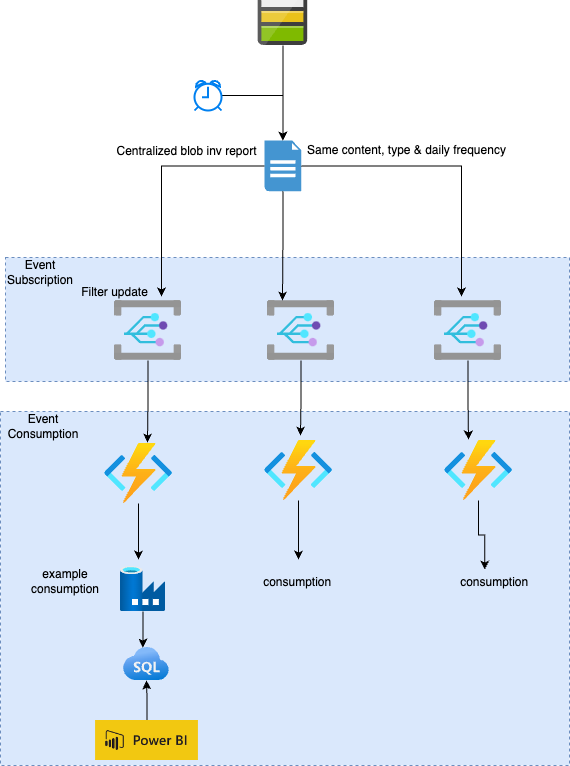 Centralized blob inv report
Same content, type & daily frequency
Event
Subscription
Filter update
Event
Consumption
example
consumption
consumption
consumption
SQL
Power BI